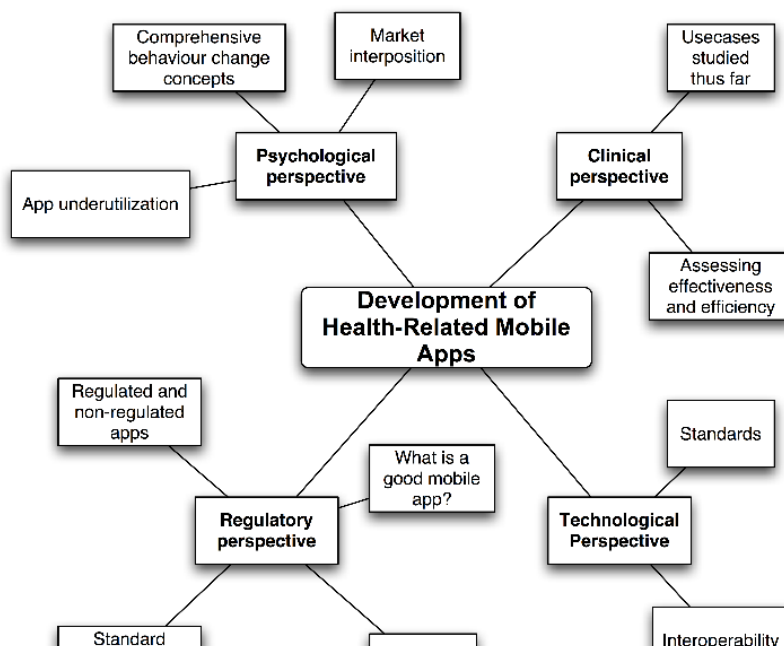 Comprehensive
behaviour change
concepts
Market
interposition
Usecases
studied
thus far
Psychological
perspective
Clinical
perspective
App underutilization
Assessing
effectiveness
and efficiency
Development of
Health-Related Mobile
Apps
Regulated and
non-regulated
apps
Standards
What is a
good mobile
app?
Regulatory
perspective
Technological
Perspective
Standard
Interoperability